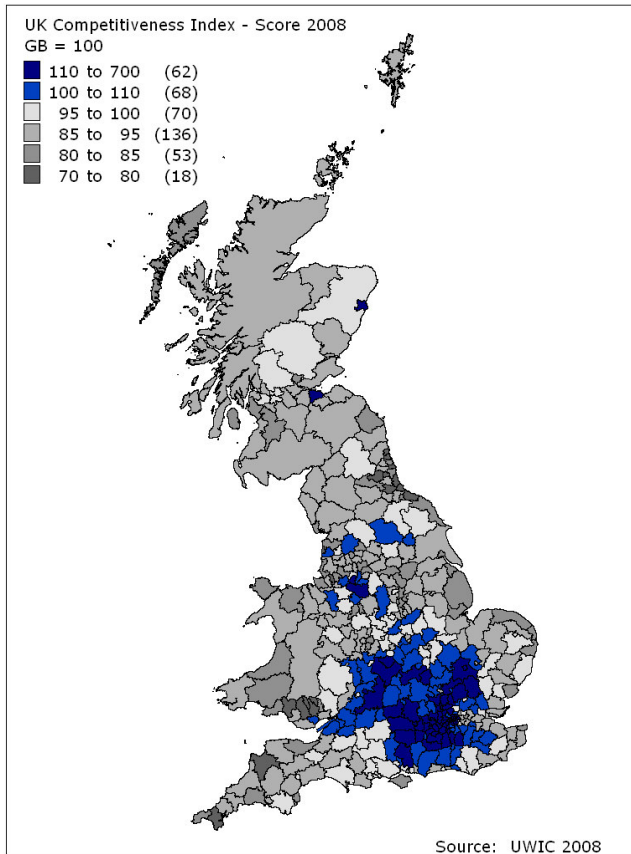 UK Competitiveness Index - Score 2008
GB = 100
110 to 700 (62)
100 to 110 (68)
95 to 100 (70)
85 to 95 (136)
80 to 85 (53)
70 to 80 (18)
Source: UWIC 2008